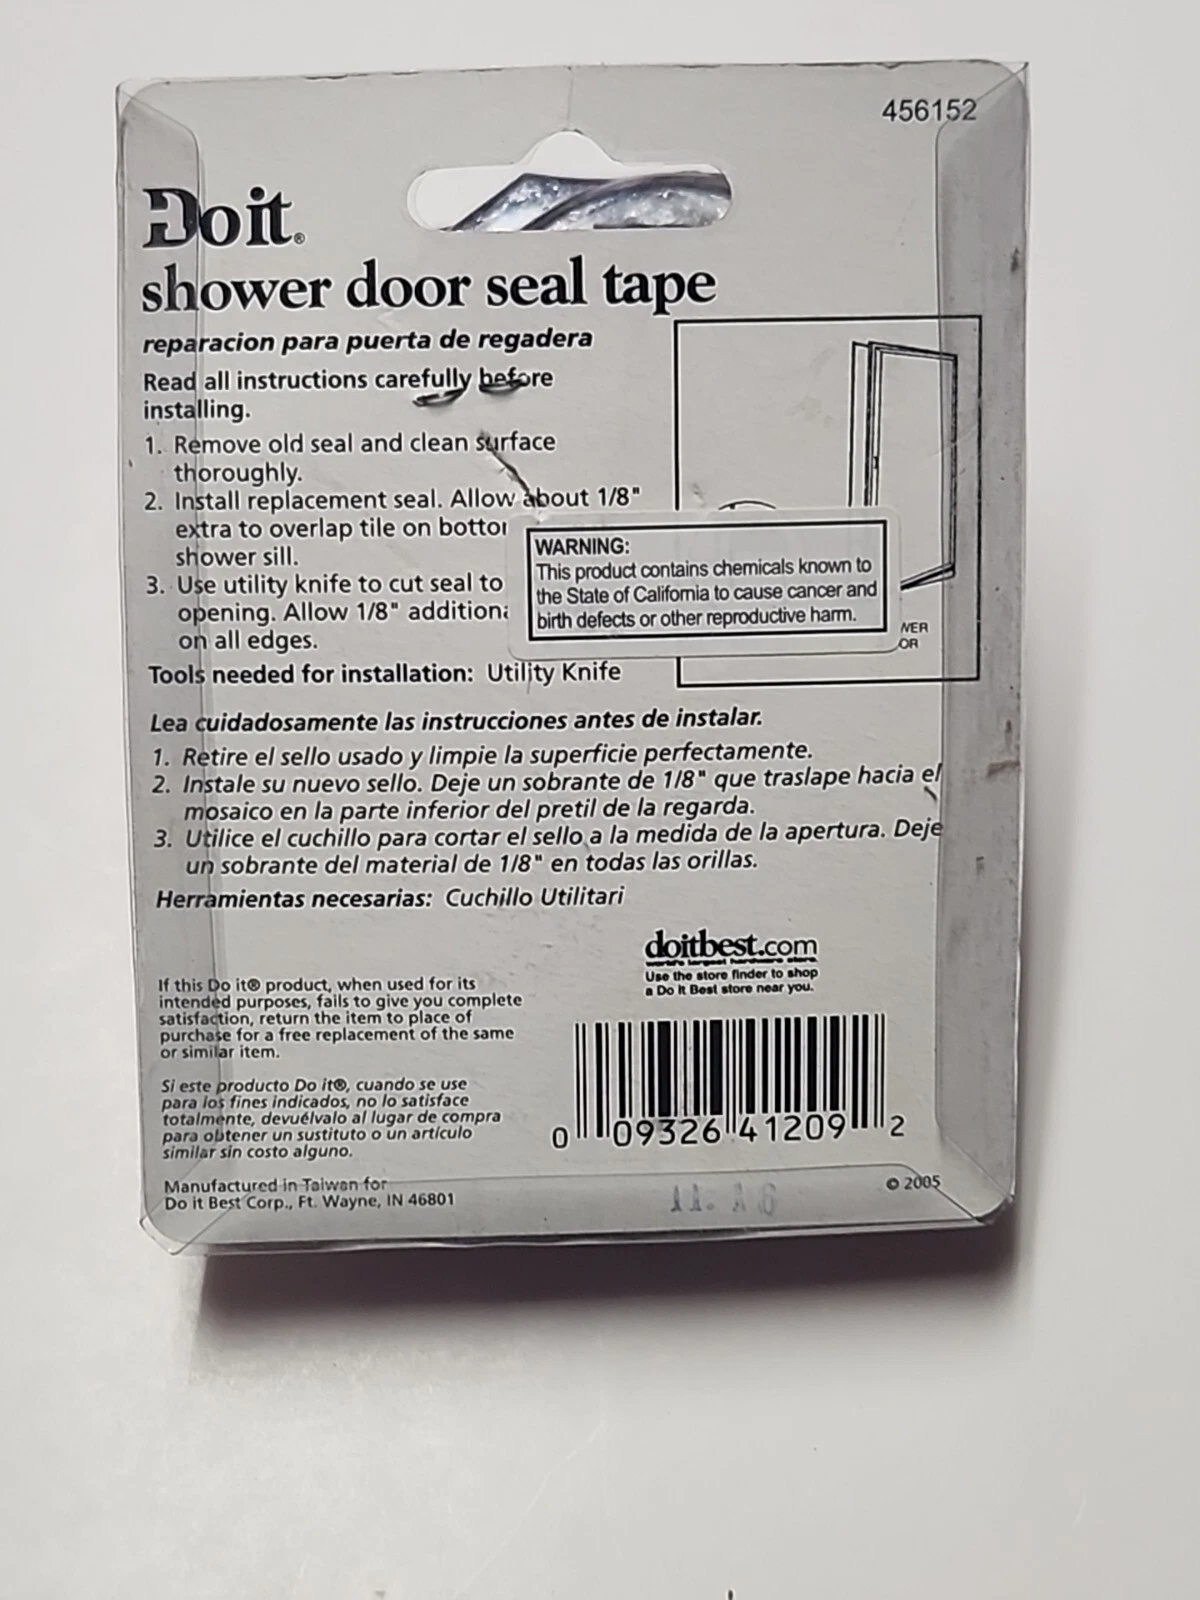 456152
Do it®
shower door seal tape
reparacion para puerta de regadera
Read all instructions carefully before
installing.
1. Remove old seal and clean surface
thoroughly.
2. Install replacement seal. Allow about 1/8"
extra to overlap tile on
shower sill.
3. Use utility knife to cut seal to
opening. Allow 1/8"
on all edges.
Tools needed for installation: Utility Knife
WARNING:
This product contains chemicals known to
the State of California to cause cancer and
birth defects or other reproductive harm.
Lea cuidadosamente las instrucciones antes de instalar.
1. Retire el sello usado y limpie la superficie perfectamente.
2. Instale su nuevo sello. Deje un sobrante de 1/8" que traslape hacia el
mosaico en la parte inferior del pretil de la regarda.
3. Utilice el cuchillo para cortar el sello a la medida de la apertura. Deje
un sobrante del material de 1/8" en todas las orillas.
Herramientas necesarias: Cuchillo Utilitari
doitbest.com
world's largest hardware store.
Use the store finder to shop
a Do It Best store near you.
If this Do it® product, when used for its
intended purposes, fails to give you complete
satisfaction, return the item to place of
purchase for a free replacement of the same
or similar item.
Si este producto Do it®, cuando se use
para los fines indicados, no lo satisface
totalmente, devuélvalo al lugar de compra
para obtener un sustituto o un artículo
similar sin costo alguno.
0 09326 41209 2
Manufactured in Taiwan for
Do it Best Corp., Ft. Wayne, IN 46801
© 2005